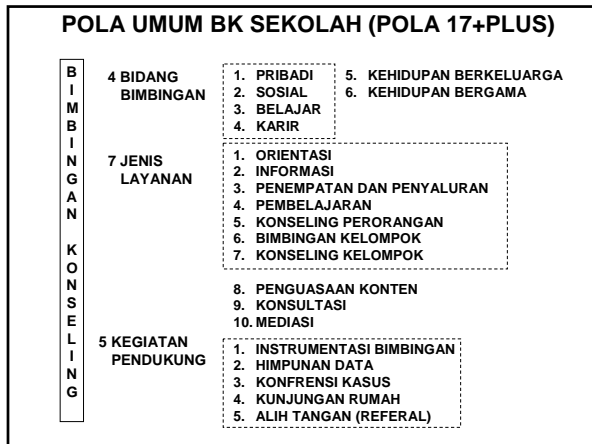 POLA UMUM BK SEKOLAH (POLA 17+PLUS)
BIMBINGAN KONSELING
4 BIDANG
BIMBINGAN
1. PRIBADI
2. SOSIAL
3. BELAJAR
4. KARIR
5. KEHIDUPAN BERKELUARGA
6. KEHIDUPAN BERGAMA
7 JENIS
LAYANAN
1. ORIENTASI
2. INFORMASI
3. PENEMPATAN DAN PENYALURAN
4. PEMBELAJARAN
5. KONSELING PERORANGAN
6. BIMBINGAN KELOMPOK
7. KONSELING KELOMPOK
8. PENGUASAAN KONTEN
9. KONSULTASI
10. MEDIASI
5 KEGIATAN
PENDUKUNG
1. INSTRUMENTASI BIMBINGAN
2. HIMPUNAN DATA
3. KONFRENSI KASUS
4. KUNJUNGAN RUMAH
5. ALIH TANGAN (REFERAL)